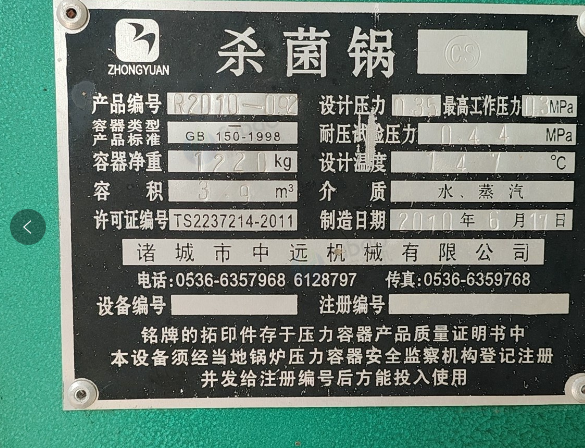 杀菌锅 CS
ZHONGYUAN
产品编号 R2010-092 设计压力 0.35 最高工作压力 0.3 MPa
容器类型
产品标准 GB 150-1998 耐压试验压力 0.44 MPa
容器净重 1220 kg 设计温度 147 ℃
容积 3.9 m³ 介质 水、蒸汽
许可证编号 TS2237214-2011 制造日期 2010 年 6 月 17 日
诸城市中远机械有限公司
电话:0536-6357968 6128797 传真:0536-6359768
设备编号 注册编号
铭牌的拓印件存于压力容器产品质量证明书中
本设备须经当地锅炉压力容器安全监察机构登记注册
并发给注册编号后方能投入使用